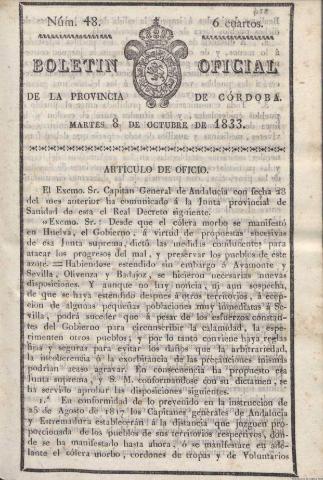 Núm. 48. 6 cuartos.
BOLETIN OFICIAL
DE LA PROVINCIA DE CÓRDOBA.
MARTES 8 DE OCTUBRE DE 1833.
ARTICULO DE OFICIO.
El Excmo. Sr. Capitan General de Andalucía con fecha 28
del mes anterior ha comunicado á la Junta provincial de
Sanidad de esta el Real Decreto siguiente.
»Excmo. Sr.: Desde que el cólera morbo se manifestó
en Huelva, el Gobierno, á virtud de propuestas sucesivas
de esa Junta suprema, dictó las medidas conducentes para
atacar los progresos del mal, y preservar los pueblos de este
azote. = Habiéndose estendido sin embargo á Ayamonte y
Sevilla, Olivenza y Badajoz, se hicieron necesarias nuevas
disposiciones. Y aunque no hay noticia, ni aun sospecha,
de que se haya estendido despues á otros territorios, á ecep-
cion de algunas pequeñas poblaciones muy inmediatas á Se-
villa, podrá suceder que á pesar de los esfuerzos constan-
tes del Gobierno para circunscribir la calamidad, la espe-
rimenten otros pueblos; y por lo tanto conviene haya reglas
fijas y seguras para evitar los daños que la arbitrariedad,
la inobediencia ó la exorbitancia de las precauciones mismas
podrian acaso agravar. En consecuencia ha propuesto esa
Junta suprema, y S. M. conformándose con su dictámen, se
ha servido aprobar las disposiciones siguientes.
1.ª En conformidad de lo prevenido en la instruccion de
25 de Agosto de 1817 los Capitanes generales de Andalucía
y Extremadura establecerán á la distancia que juzguen pro-
porcionada de los pueblos de sus territorios respectivos, don-
de se ha manifestado hasta ahora, ó se manifieste en ade-
lante el cólera morbo, cordones de tropas y de Voluntarios